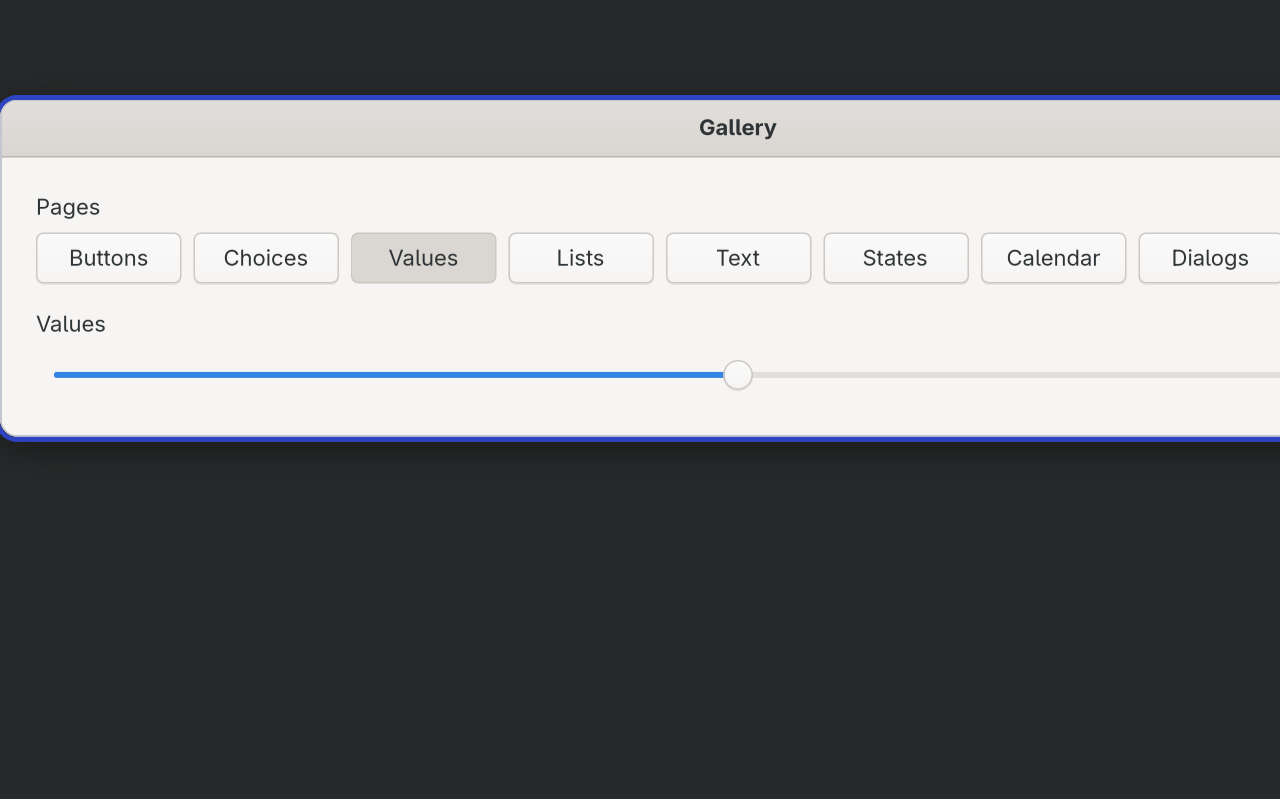 Gallery
Pages
Buttons Choices Values Lists Text States Calendar Dialogs
Values